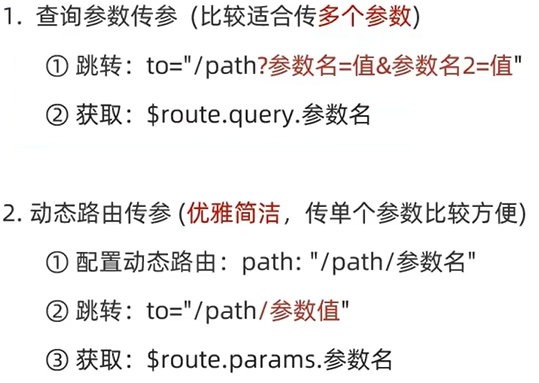 1. 查询参数传参 (比较适合传多个参数)
① 跳转：to="/path?参数名=值&参数名2=值"
② 获取：$route.query.参数名
2. 动态路由传参 (优雅简洁，传单个参数比较方便)
① 配置动态路由：path: "/path/参数名"
② 跳转：to="/path/参数值"
③ 获取：$route.params.参数名